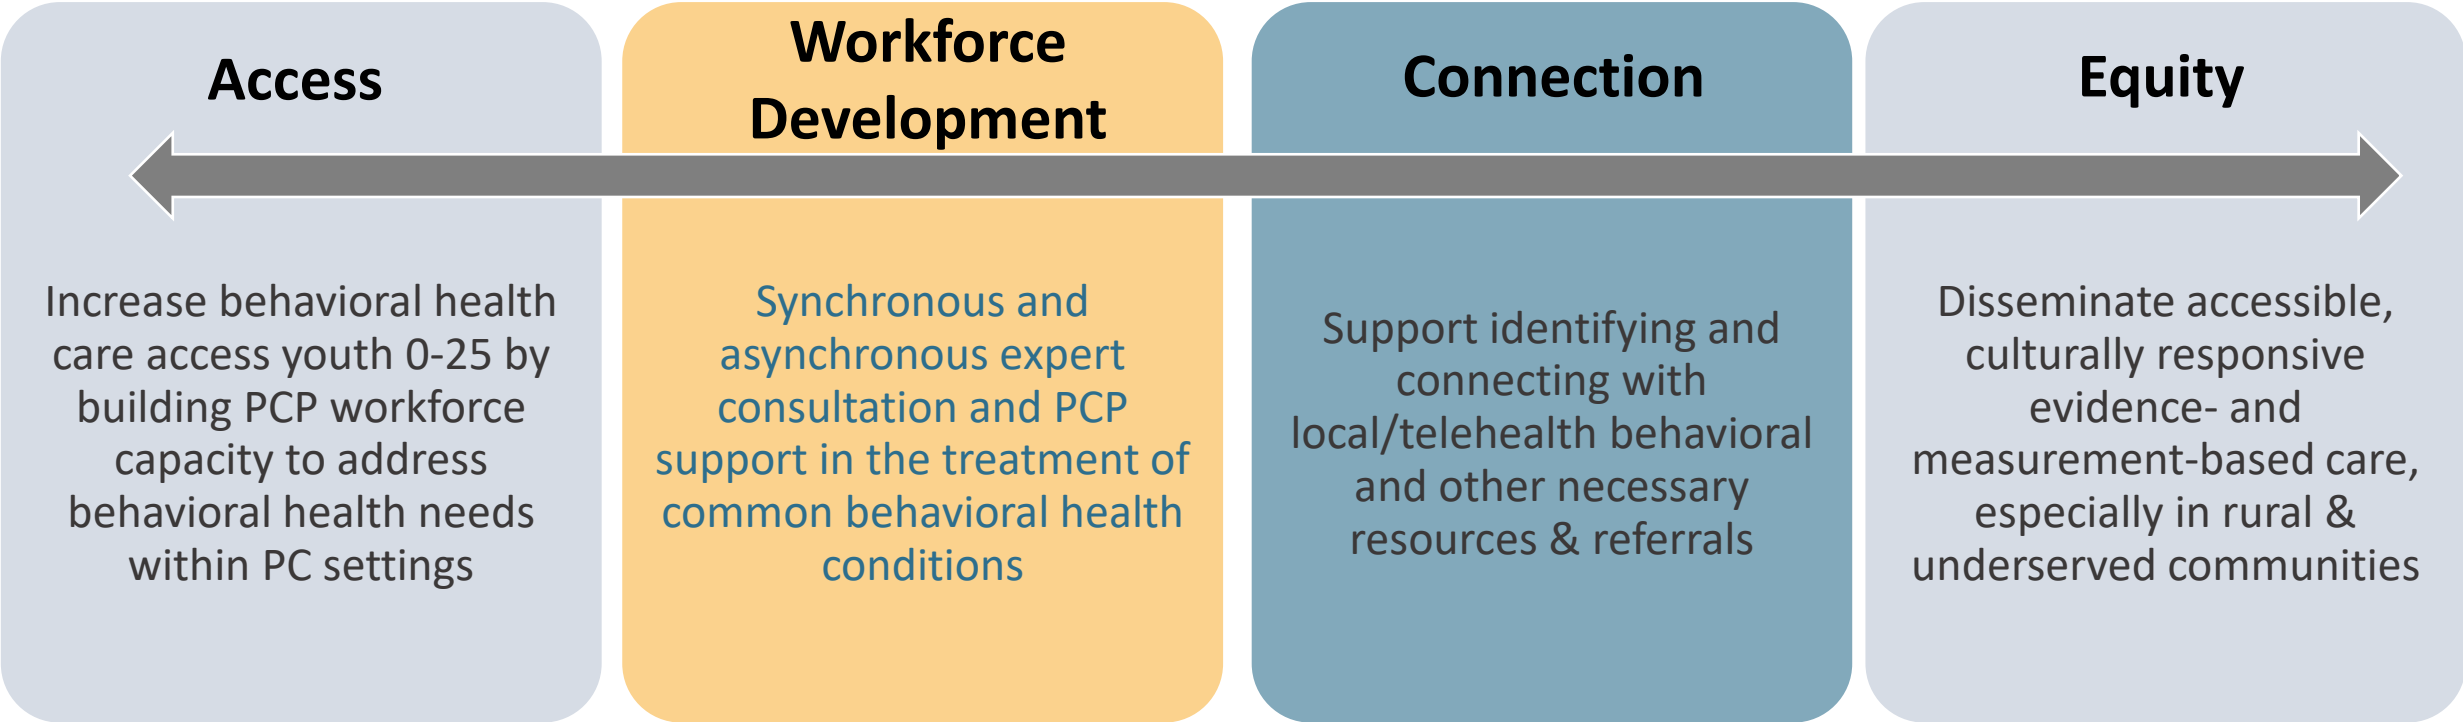 Access
Increase behavioral health
care access youth 0-25 by
building PCP workforce
capacity to address
behavioral health needs
within PC settings
Workforce
Development
Synchronous and
asynchronous expert
consultation and PCP
support in the treatment of
common behavioral health
conditions
Connection
Support identifying and
connecting with
local/telehealth behavioral
and other necessary
resources & referrals
Equity
Disseminate accessible,
culturally responsive
evidence- and
measurement-based care,
especially in rural &
underserved communities